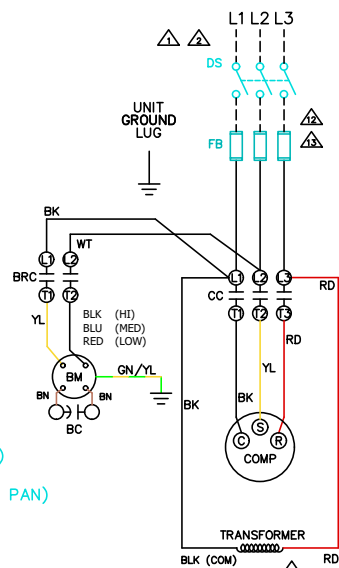 L1 L2 L3
1 2
DS
UNIT
GROUND
LUG
12
FB
13
BK
WT
L1 L2
L1 L2 L3
BRC
CC
RD
T1 T2
T1 T2 T3
YL
BLK (HI)
BLU (MED)
RED (LOW)
RD
YL
BM
GN/YL
BK
BK
BN
BN
BC
S
C R
COMP
)
PAN)
TRANSFORMER
BLK (COM)
RD